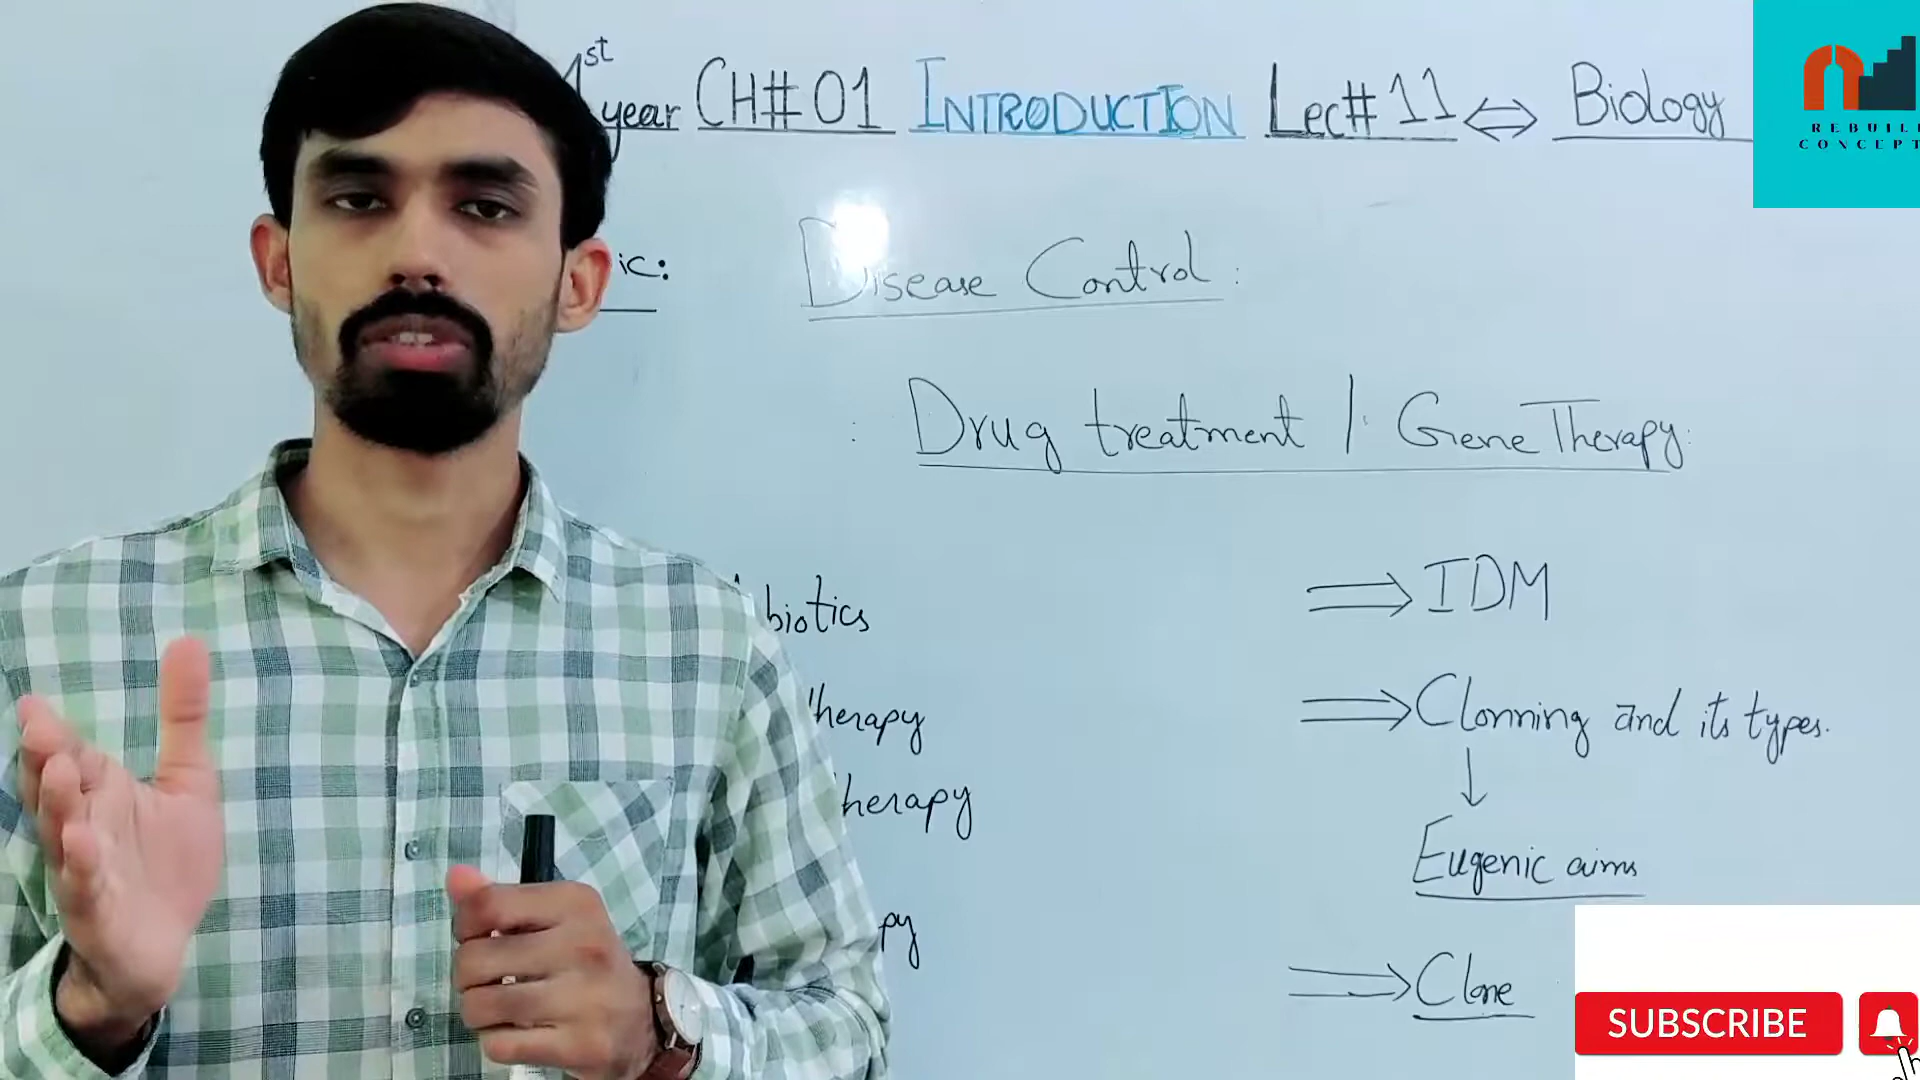 1st year CH# 01 INTRODUCTION Lec# 11 ⇔ Biology
REBUIL
CONCEPT
ic: Disease Control:
: Drug treatment / Gene Therapy:
biotics ⇒ IDM
herapy ⇒ Clonning and its types.
↓
herapy
Eugenic aims
py
⇒ Clone
SUBSCRIBE